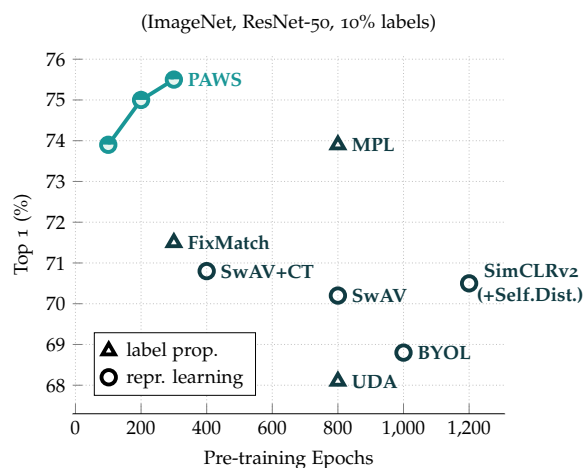 (ImageNet, ResNet-50, 10% labels)
76
75
74
73
72
71
70
69
68
Top 1 (%)
PAWS
MPL
FixMatch
SwAV+CT
SwAV
SimCLRv2
(+Self.Dist.)
BYOL
UDA
label prop.
repr. learning
0 200 400 600 800 1,000 1,200
Pre-training Epochs